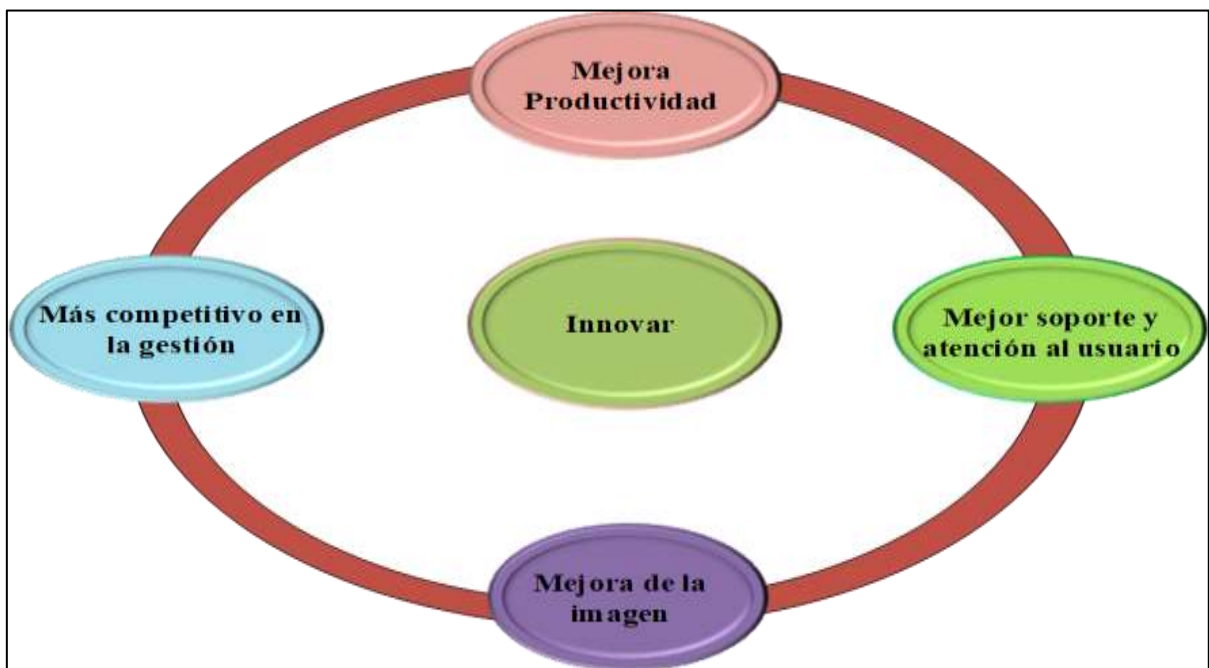 Mejora
Productividad
Más competitivo en
la gestión
Innovar
Mejor soporte y
atención al usuario
Mejora de la
imagen